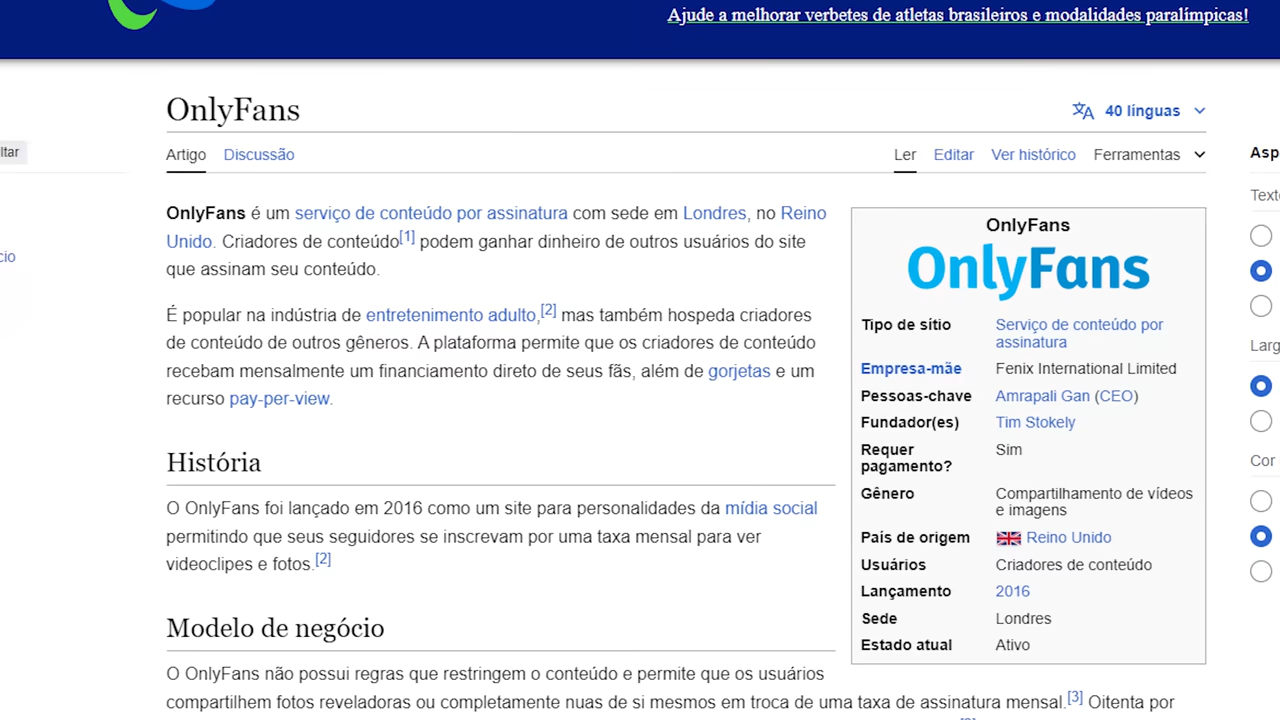 Ajude a melhorar verbetes de atletas brasileiros e modalidades paralímpicas!
OnlyFans
40 línguas
ltar
Artigo Discussão Ler Editar Ver histórico Ferramentas
OnlyFans é um serviço de conteúdo por assinatura com sede em Londres, no Reino
Unido. Criadores de conteúdo[1] podem ganhar dinheiro de outros usuários do site
que assinam seu conteúdo.
É popular na indústria de entretenimento adulto,[2] mas também hospeda criadores
de conteúdo de outros gêneros. A plataforma permite que os criadores de conteúdo
recebam mensalmente um financiamento direto de seus fãs, além de gorjetas e um
recurso pay-per-view.
História
O OnlyFans foi lançado em 2016 como um site para personalidades da mídia social
permitindo que seus seguidores se inscrevam por uma taxa mensal para ver
videoclipes e fotos.[2]
Modelo de negócio
O OnlyFans não possui regras que restringem o conteúdo e permite que os usuários
compartilhem fotos reveladoras ou completamente nuas de si mesmos em troca de uma taxa de assinatura mensal.[3] Oitenta por
OnlyFans
OnlyFans
Tipo de sítio Serviço de conteúdo por
assinatura
Empresa-mãe Fenix International Limited
Pessoas-chave Amrapali Gan (CEO)
Fundador(es) Tim Stokely
Requer Sim
pagamento?
Gênero Compartilhamento de vídeos
e imagens
País de origem Reino Unido
Usuários Criadores de conteúdo
Lançamento 2016
Sede Londres
Estado atual Ativo
cio
Asp
Texto
Larg
Cor